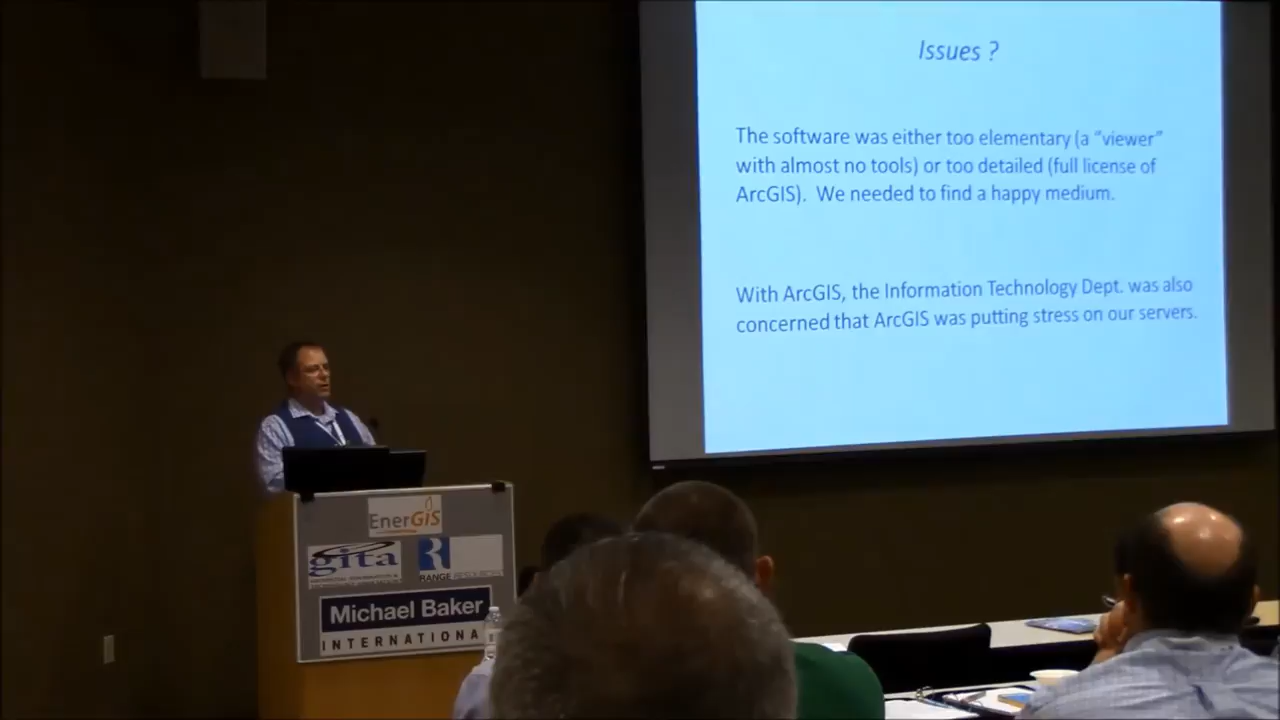 Issues ?
The software was either too elementary (a “viewer”
with almost no tools) or too detailed (full license of
ArcGIS).  We needed to find a happy medium.
With ArcGIS, the Information Technology Dept. was also
concerned that ArcGIS was putting stress on our servers.
EnerGIS
gita
RANGE RESOURCES
Michael Baker
INTERNATIONA